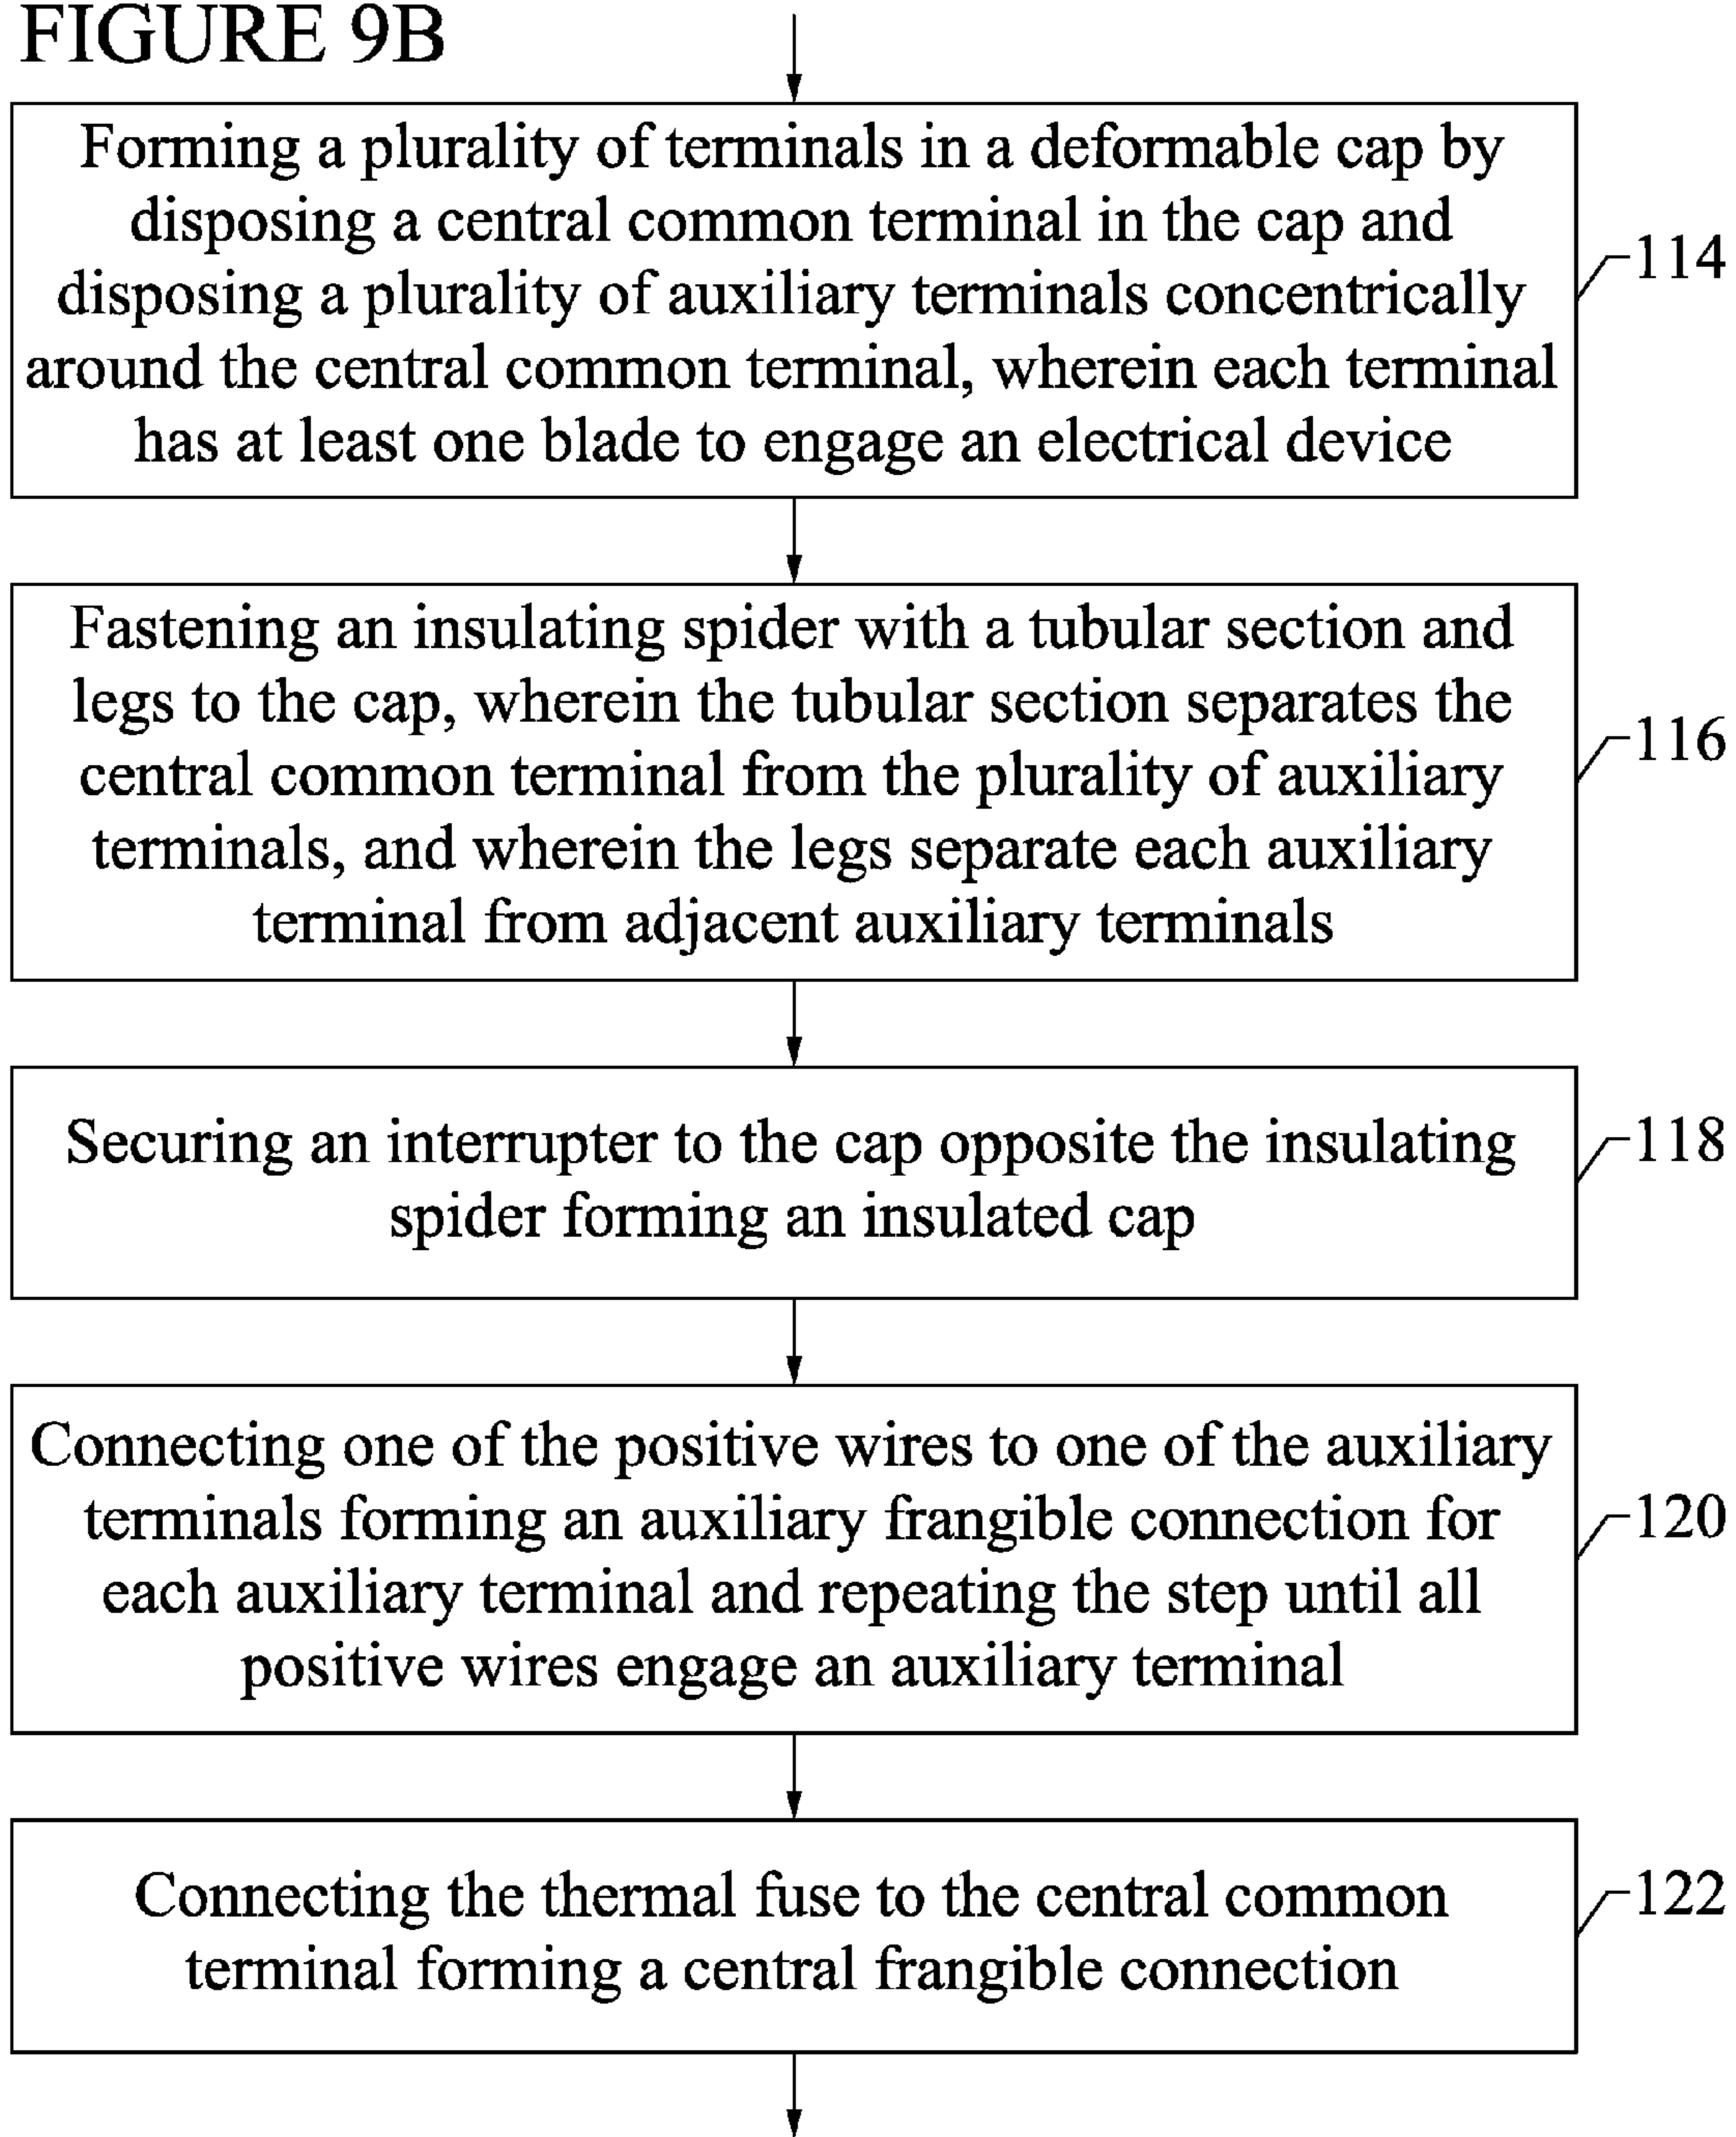 FIGURE 9B
Forming a plurality of terminals in a deformable cap by
disposing a central common terminal in the cap and
disposing a plurality of auxiliary terminals concentrically
around the central common terminal, wherein each terminal
has at least one blade to engage an electrical device
114
Fastening an insulating spider with a tubular section and
legs to the cap, wherein the tubular section separates the
central common terminal from the plurality of auxiliary
terminals, and wherein the legs separate each auxiliary
terminal from adjacent auxiliary terminals
116
Securing an interrupter to the cap opposite the insulating
spider forming an insulated cap
118
Connecting one of the positive wires to one of the auxiliary
terminals forming an auxiliary frangible connection for
each auxiliary terminal and repeating the step until all
positive wires engage an auxiliary terminal
120
Connecting the thermal fuse to the central common
terminal forming a central frangible connection
122